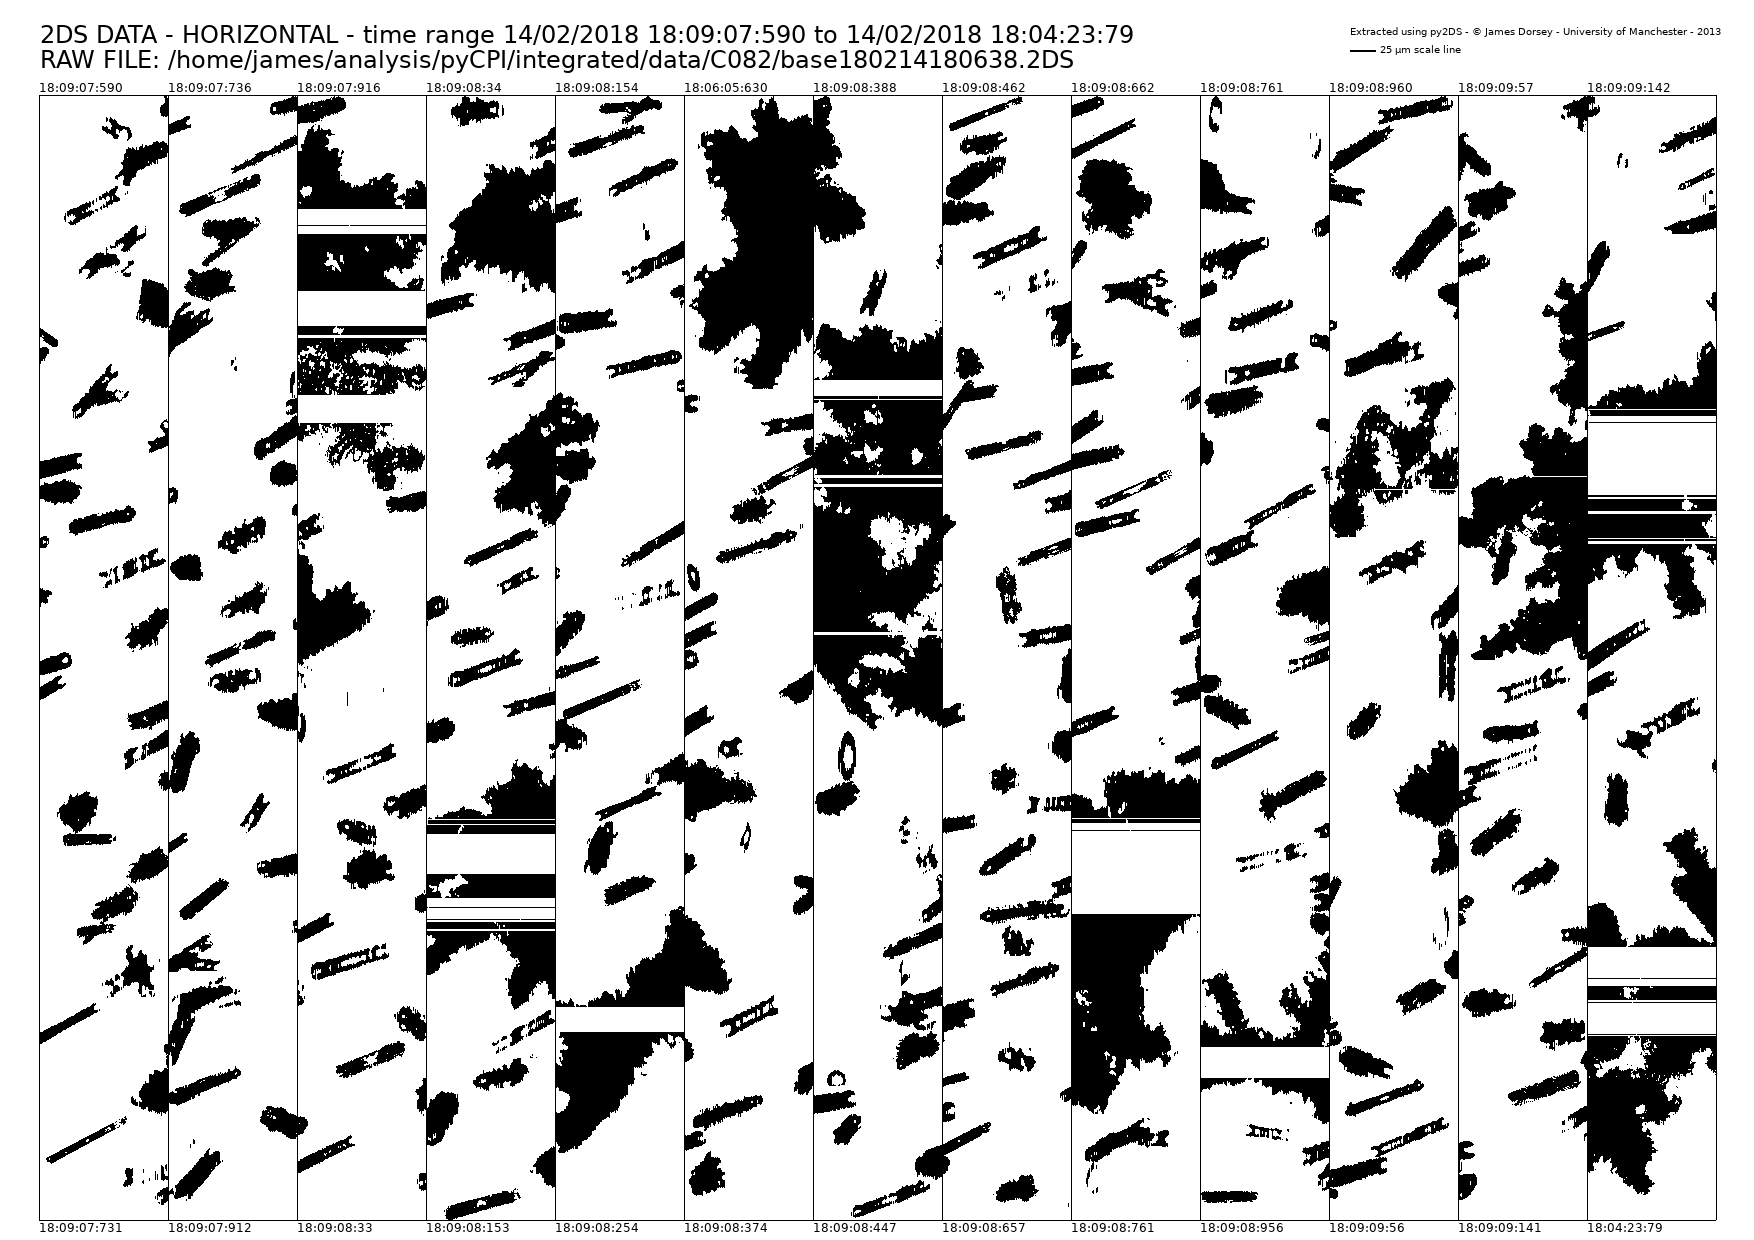 2DS DATA - HORIZONTAL - time range 14/02/2018 18:09:07:590 to 14/02/2018 18:04:23:79
RAW FILE: /home/james/analysis/pyCPI/integrated/data/C082/base180214180638.2DS
Extracted using py2DS - © James Dorsey - University of Manchester - 2013
25 µm scale line
18:09:07:590 18:09:07:736 18:09:07:916 18:09:08:34 18:09:08:154 18:06:05:630 18:09:08:388 18:09:08:462 18:09:08:662 18:09:08:761 18:09:08:960 18:09:09:57 18:09:09:142
18:09:07:731 18:09:07:912 18:09:08:33 18:09:08:153 18:09:08:254 18:09:08:374 18:09:08:447 18:09:08:657 18:09:08:761 18:09:08:956 18:09:09:56 18:09:09:141 18:04:23:79